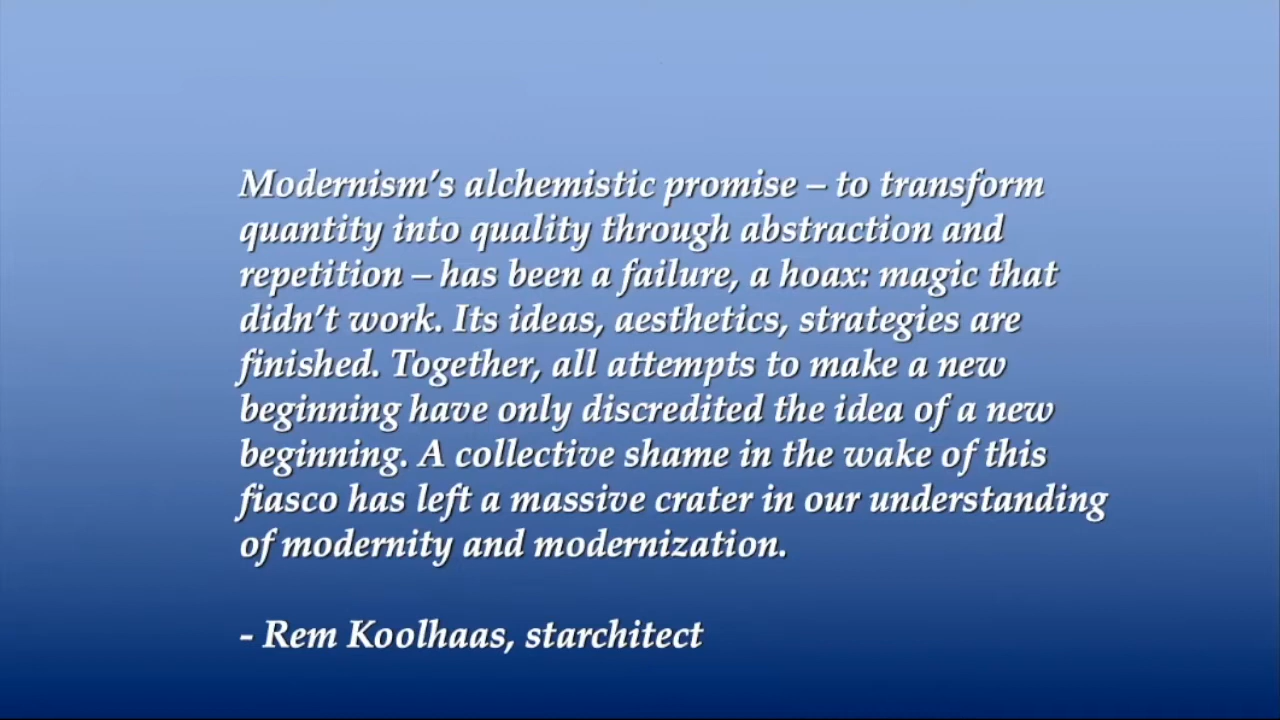 Modernism’s alchemistic promise – to transform
quantity into quality through abstraction and
repetition – has been a failure, a hoax: magic that
didn’t work. Its ideas, aesthetics, strategies are
finished. Together, all attempts to make a new
beginning have only discredited the idea of a new
beginning. A collective shame in the wake of this
fiasco has left a massive crater in our understanding
of modernity and modernization.
- Rem Koolhaas, starchitect